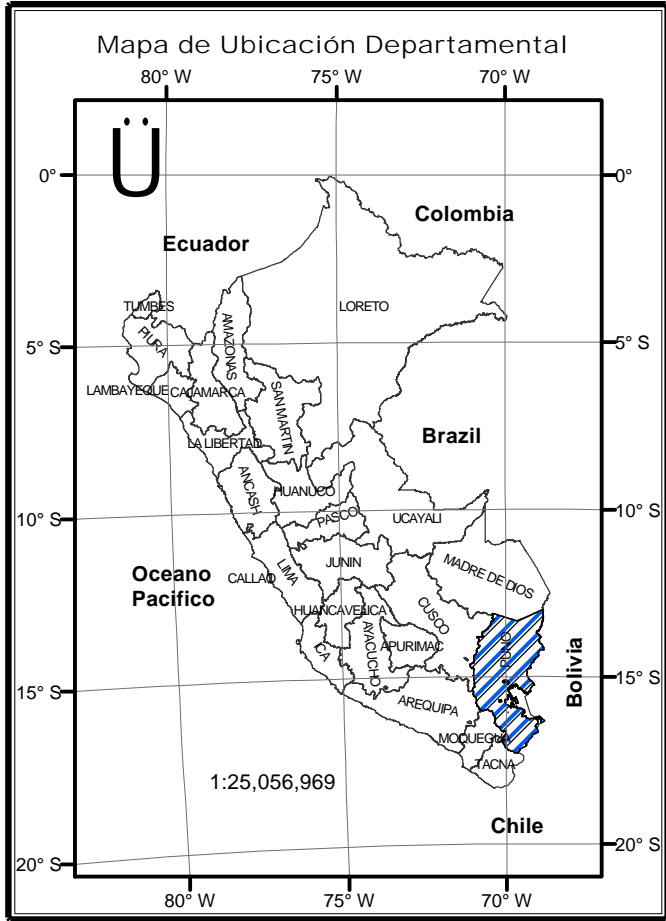 Mapa de Ubicación Departamental
80° W 75° W 70° W
Ü
0° 0°
Colombia
Ecuador
TUMBES
LORETO
PIURA
AMAZONAS
5° S 5° S
LAMBAYEQUE
CAJAMARCA
SAN MARTIN
LA LIBERTAD
Brazil
ANCASH
HUANUCO
PASCO
UCAYALI
10° S 10° S
LIMA
JUNIN
MADRE DE DIOS
Oceano
Pacifico
CALLAO
HUANCAVELICA
CUSCO
ICA
AYACUCHO
APURIMAC
PUNO
Bolivia
15° S 15° S
AREQUIPA
MOQUEGUA
TACNA
1:25,056,969
Chile
20° S 20° S
80° W 75° W 70° W